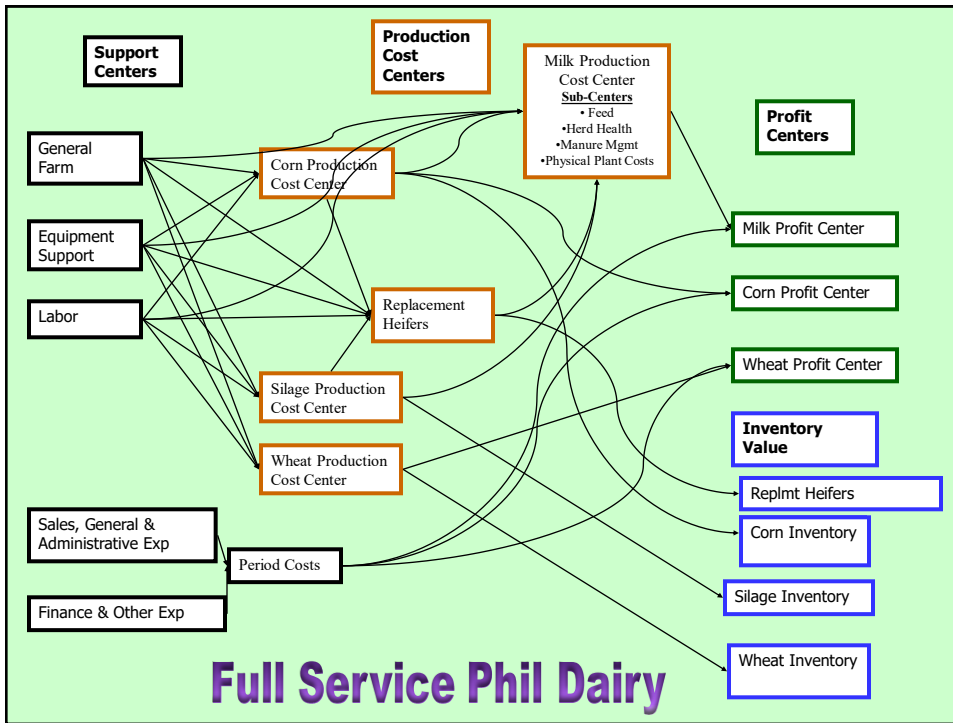 Support
Centers
Production
Cost
Centers
Milk Production
Cost Center
Sub-Centers
• Feed
•Herd Health
•Manure Mgmt
•Physical Plant Costs
Profit
Centers
General
Farm
Corn Production
Cost Center
Equipment
Support
Milk Profit Center
Labor
Replacement
Heifers
Corn Profit Center
Silage Production
Cost Center
Wheat Profit Center
Wheat Production
Cost Center
Inventory
Value
Replmt Heifers
Sales, General &
Administrative Exp
Corn Inventory
Period Costs
Finance & Other Exp
Silage Inventory
Wheat Inventory
Full Service Phil Dairy